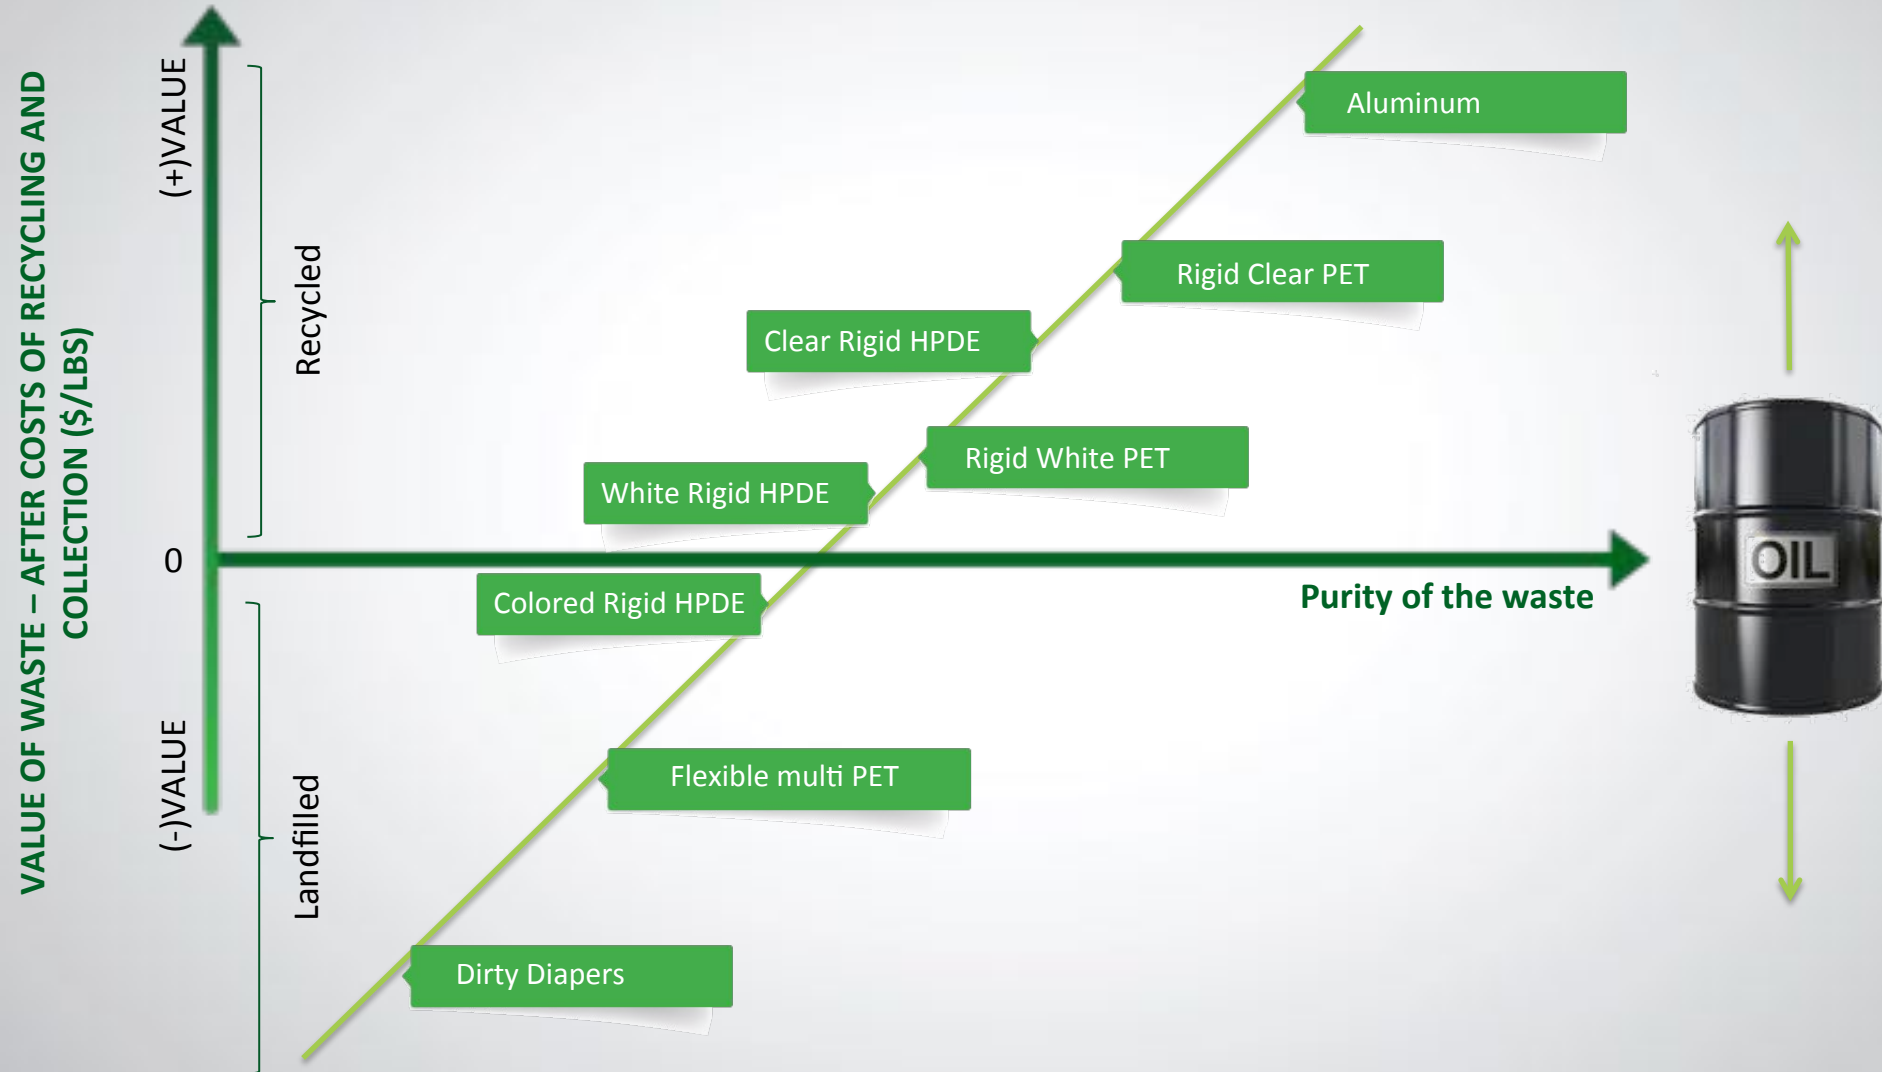 VALUE OF WASTE – AFTER COSTS OF RECYCLING AND
COLLECTION ($/LBS)
(+)VALUE
Recycled
0
(-)VALUE
Landfilled
Aluminum
Rigid Clear PET
Clear Rigid HPDE
Rigid White PET
White Rigid HPDE
Colored Rigid HPDE
Purity of the waste
OIL
Flexible multi PET
Dirty Diapers